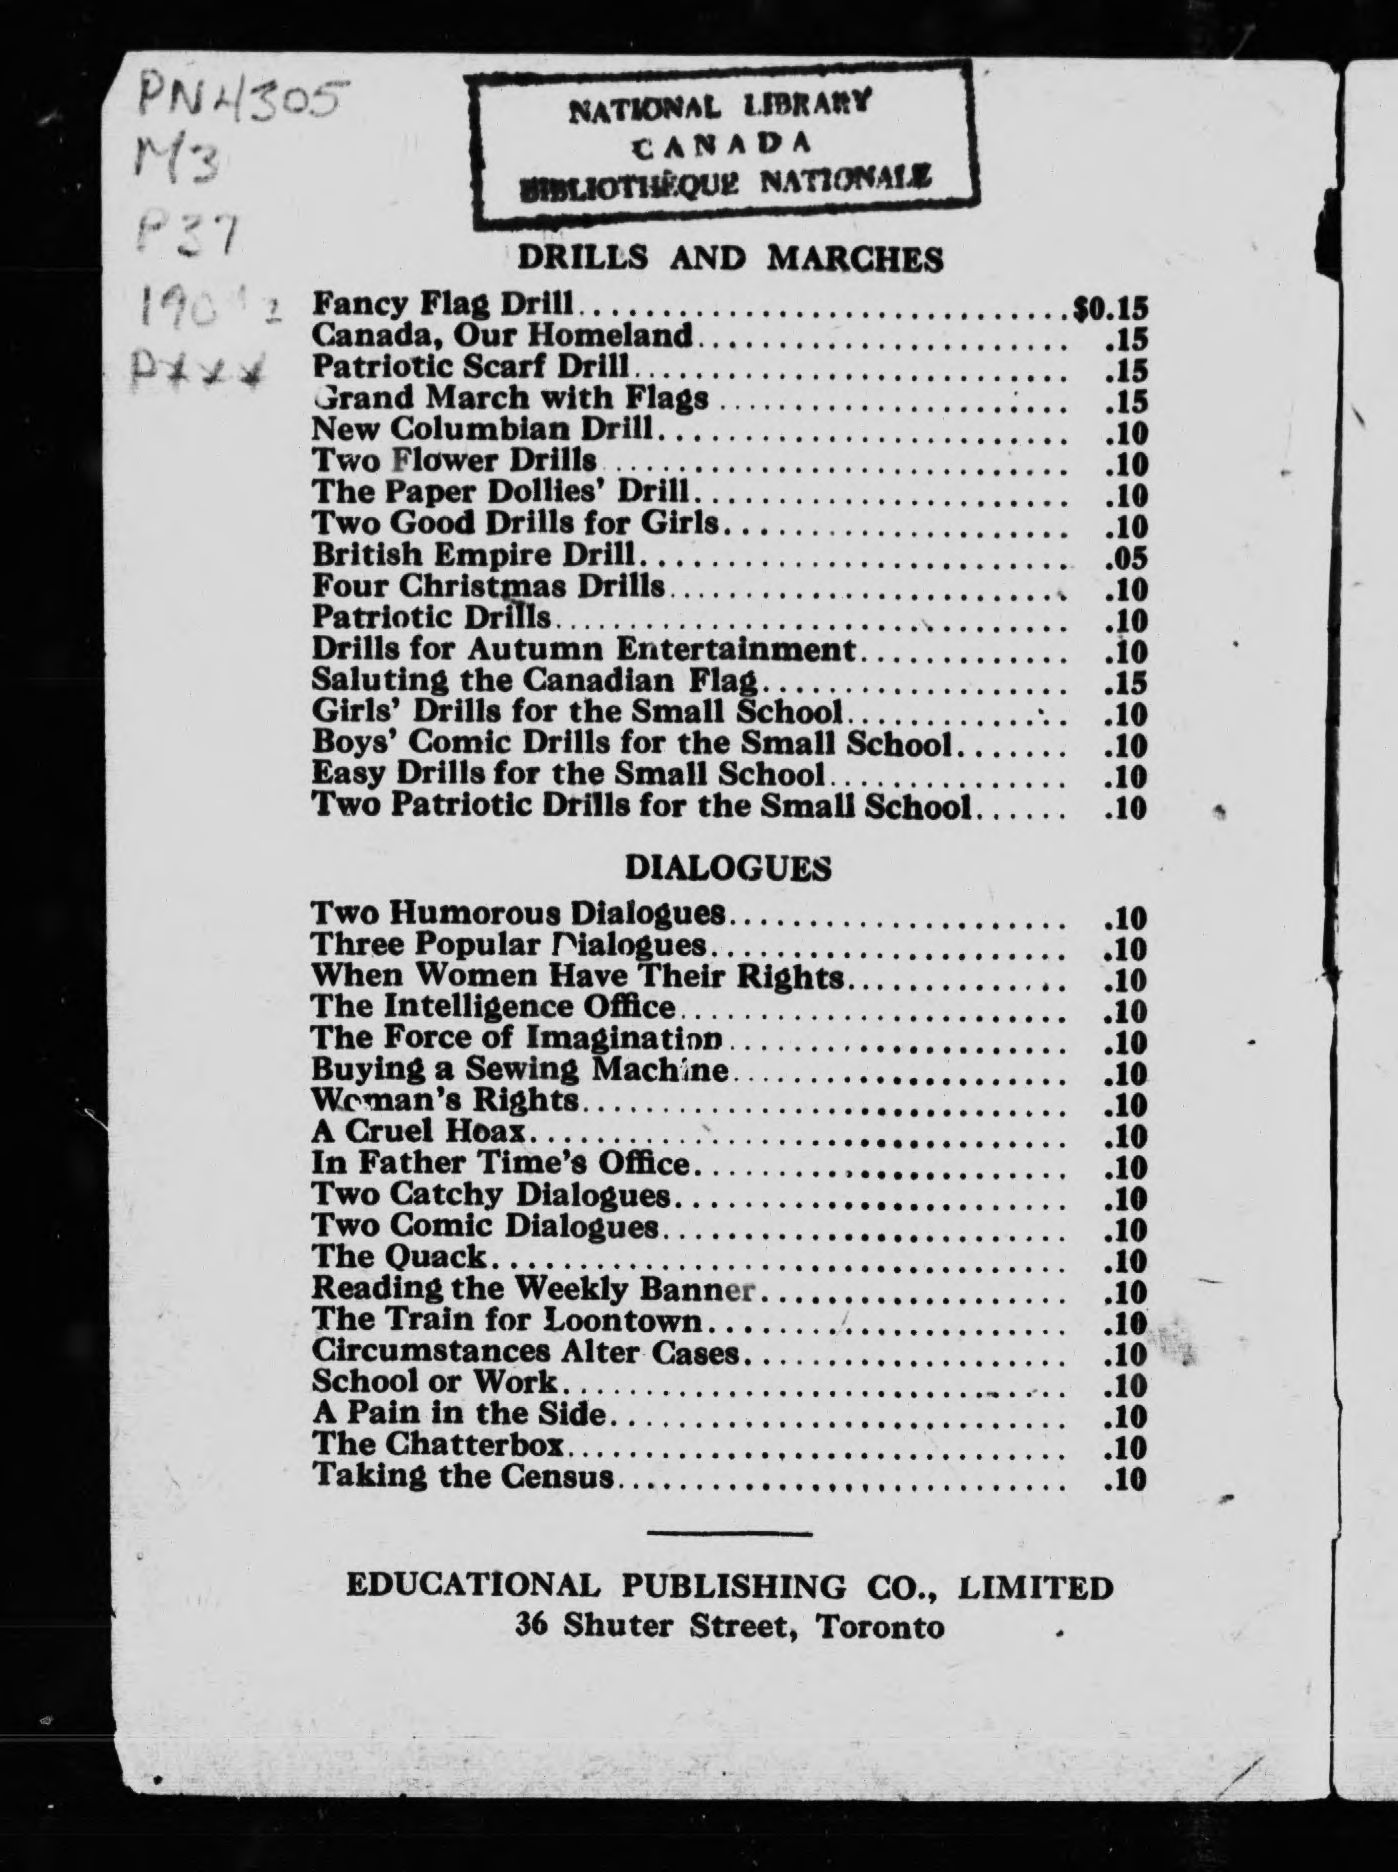 PN4305
M3
P37
P***
NATIONAL LIBRARY
CANADA
BIBLIOTHÈQUE NATIONALE
DRILLS AND MARCHES
Fancy Flag Drill..............................$0.15
Canada, Our Homeland....................... .15
Patriotic Scarf Drill........................... .15
Grand March with Flags...................... .15
New Columbian Drill.......................... .10
Two Flower Drills............................. .10
The Paper Dollies' Drill....................... .10
Two Good Drills for Girls...................... .10
British Empire Drill........................... .05
Four Christmas Drills......................... .10
Patriotic Drills................................ .10
Drills for Autumn Entertainment............. .10
Saluting the Canadian Flag................... .15
Girls' Drills for the Small School.............. .10
Boys' Comic Drills for the Small School....... .10
Easy Drills for the Small School............... .10
Two Patriotic Drills for the Small School...... .10
DIALOGUES
Two Humorous Dialogues..................... .10
Three Popular Dialogues...................... .10
When Women Have Their Rights.............. .10
The Intelligence Office........................ .10
The Force of Imagination..................... .10
Buying a Sewing Machine..................... .10
Woman's Rights.............................. .10
A Cruel Hoax................................. .10
In Father Time's Office........................ .10
Two Catchy Dialogues........................ .10
Two Comic Dialogues......................... .10
The Quack.................................... .10
Reading the Weekly Banner................... .10
The Train for Loontown...................... .10
Circumstances Alter Cases.................... .10
School or Work............................... .10
A Pain in the Side............................ .10
The Chatterbox............................... .10
Taking the Census............................ .10
EDUCATIONAL PUBLISHING CO., LIMITED
36 Shuter Street, Toronto